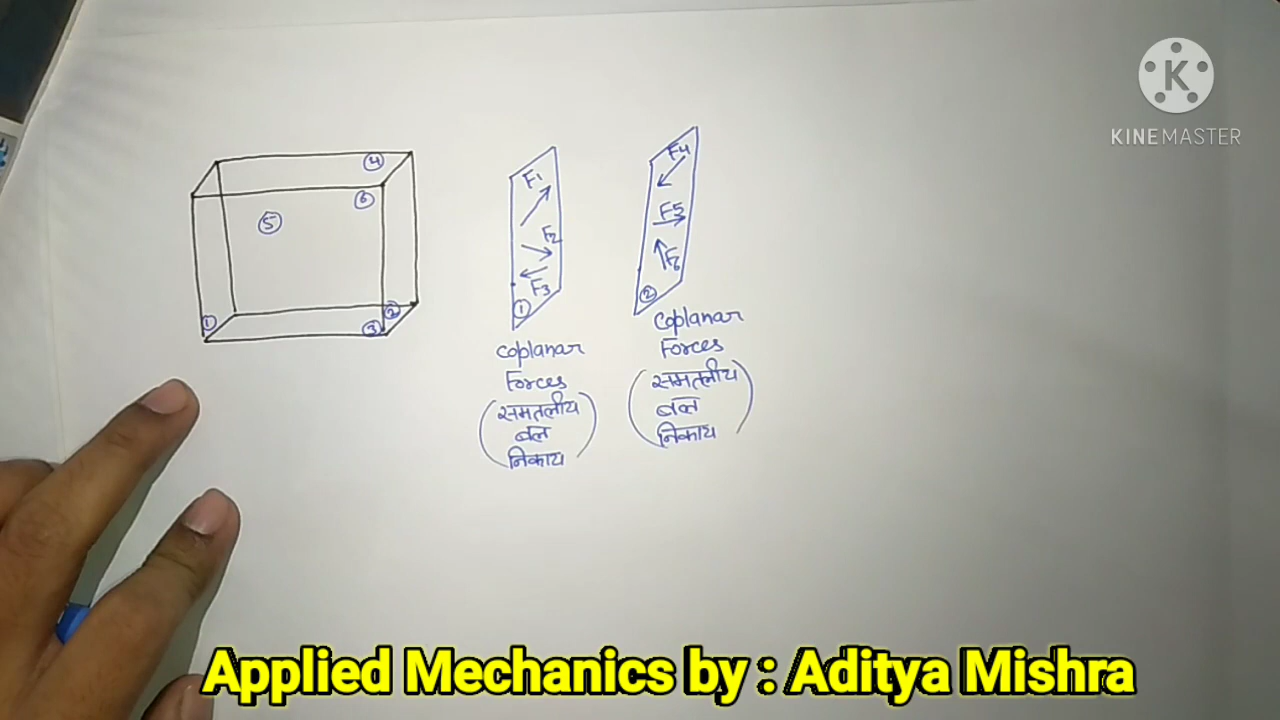 KINEMASTER
④
⑥
⑤
①
②
③
F1
F2
F3
①
Coplanar
Forces
(समतलीय
बल
निकाय)
F4
F5
F6
②
Coplanar
Forces
(समतलीय
बल
निकाय)
Applied Mechanics by : Aditya Mishra